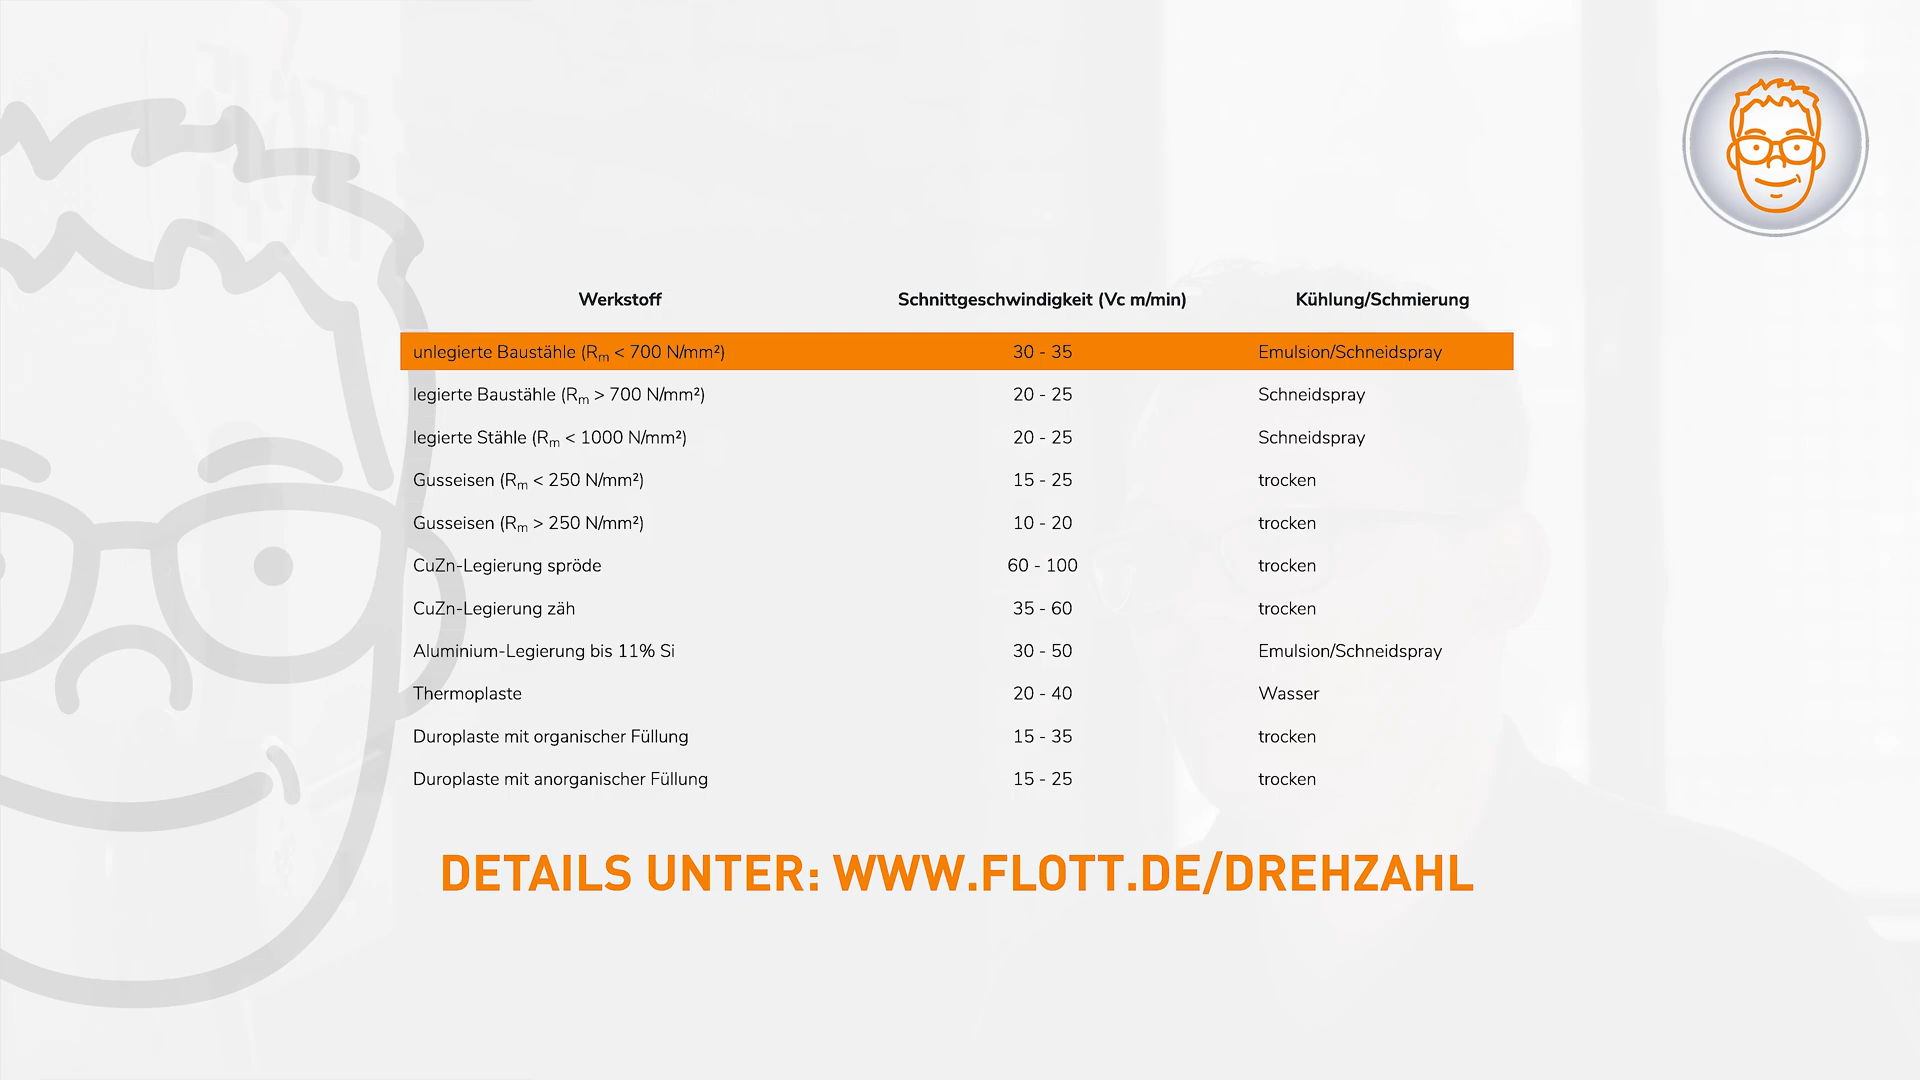 Werkstoff Schnittgeschwindigkeit (Vc m/min) Kühlung/Schmierung
unlegierte Baustähle (Rm < 700 N/mm²) 30 - 35 Emulsion/Schneidspray
legierte Baustähle (Rm > 700 N/mm²) 20 - 25 Schneidspray
legierte Stähle (Rm < 1000 N/mm²) 20 - 25 Schneidspray
Gusseisen (Rm < 250 N/mm²) 15 - 25 trocken
Gusseisen (Rm > 250 N/mm²) 10 - 20 trocken
CuZn-Legierung spröde 60 - 100 trocken
CuZn-Legierung zäh 35 - 60 trocken
Aluminium-Legierung bis 11% Si 30 - 50 Emulsion/Schneidspray
Thermoplaste 20 - 40 Wasser
Duroplaste mit organischer Füllung 15 - 35 trocken
Duroplaste mit anorganischer Füllung 15 - 25 trocken
DETAILS UNTER: WWW.FLOTT.DE/DREHZAHL